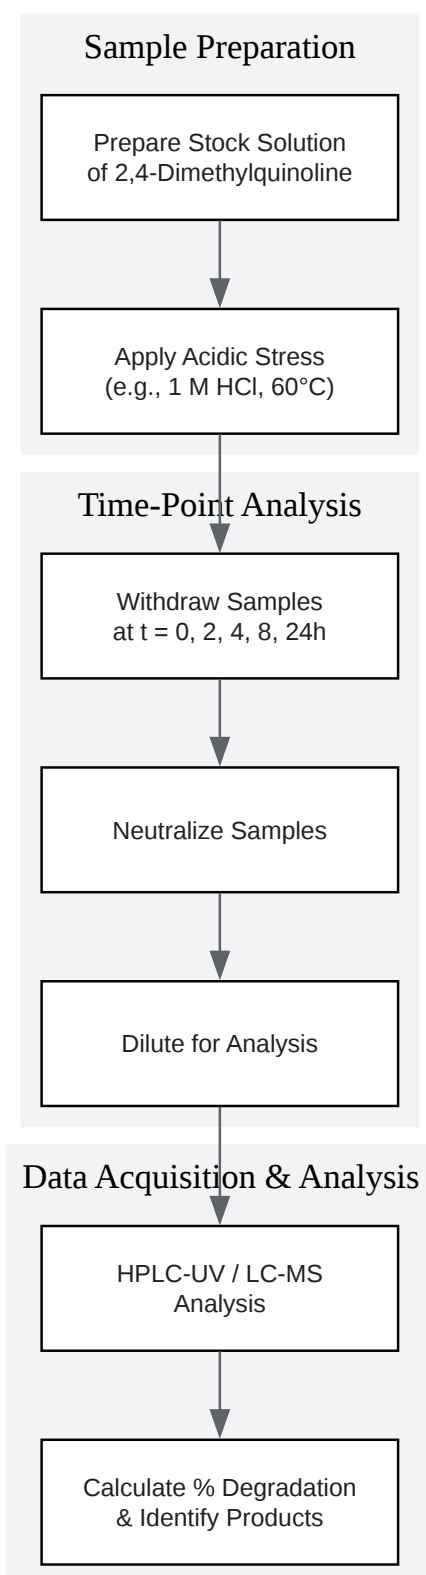 Sample Preparation
Prepare Stock Solution
of 2,4-Dimethylquinoline
Apply Acidic Stress
(e.g., 1 M HCl, 60°C)
Time-Point Analysis
Withdraw Samples
at t = 0, 2, 4, 8, 24h
Neutralize Samples
Dilute for Analysis
Data Acquisition & Analysis
HPLC-UV / LC-MS
Analysis
Calculate % Degradation
& Identify Products